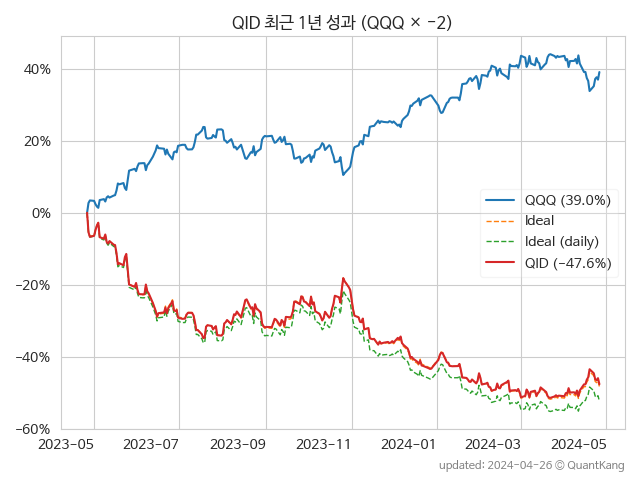 QID 최근 1년 성과 (QQQ × −2)
40%
20%
0%
−20%
−40%
−60%
QQQ (39.0%)
Ideal
Ideal (daily)
QID (−47.6%)
2023-05
2023-07
2023-09
2023-11
2024-01
2024-03
2024-05
updated: 2024-04-26 © QuantKang